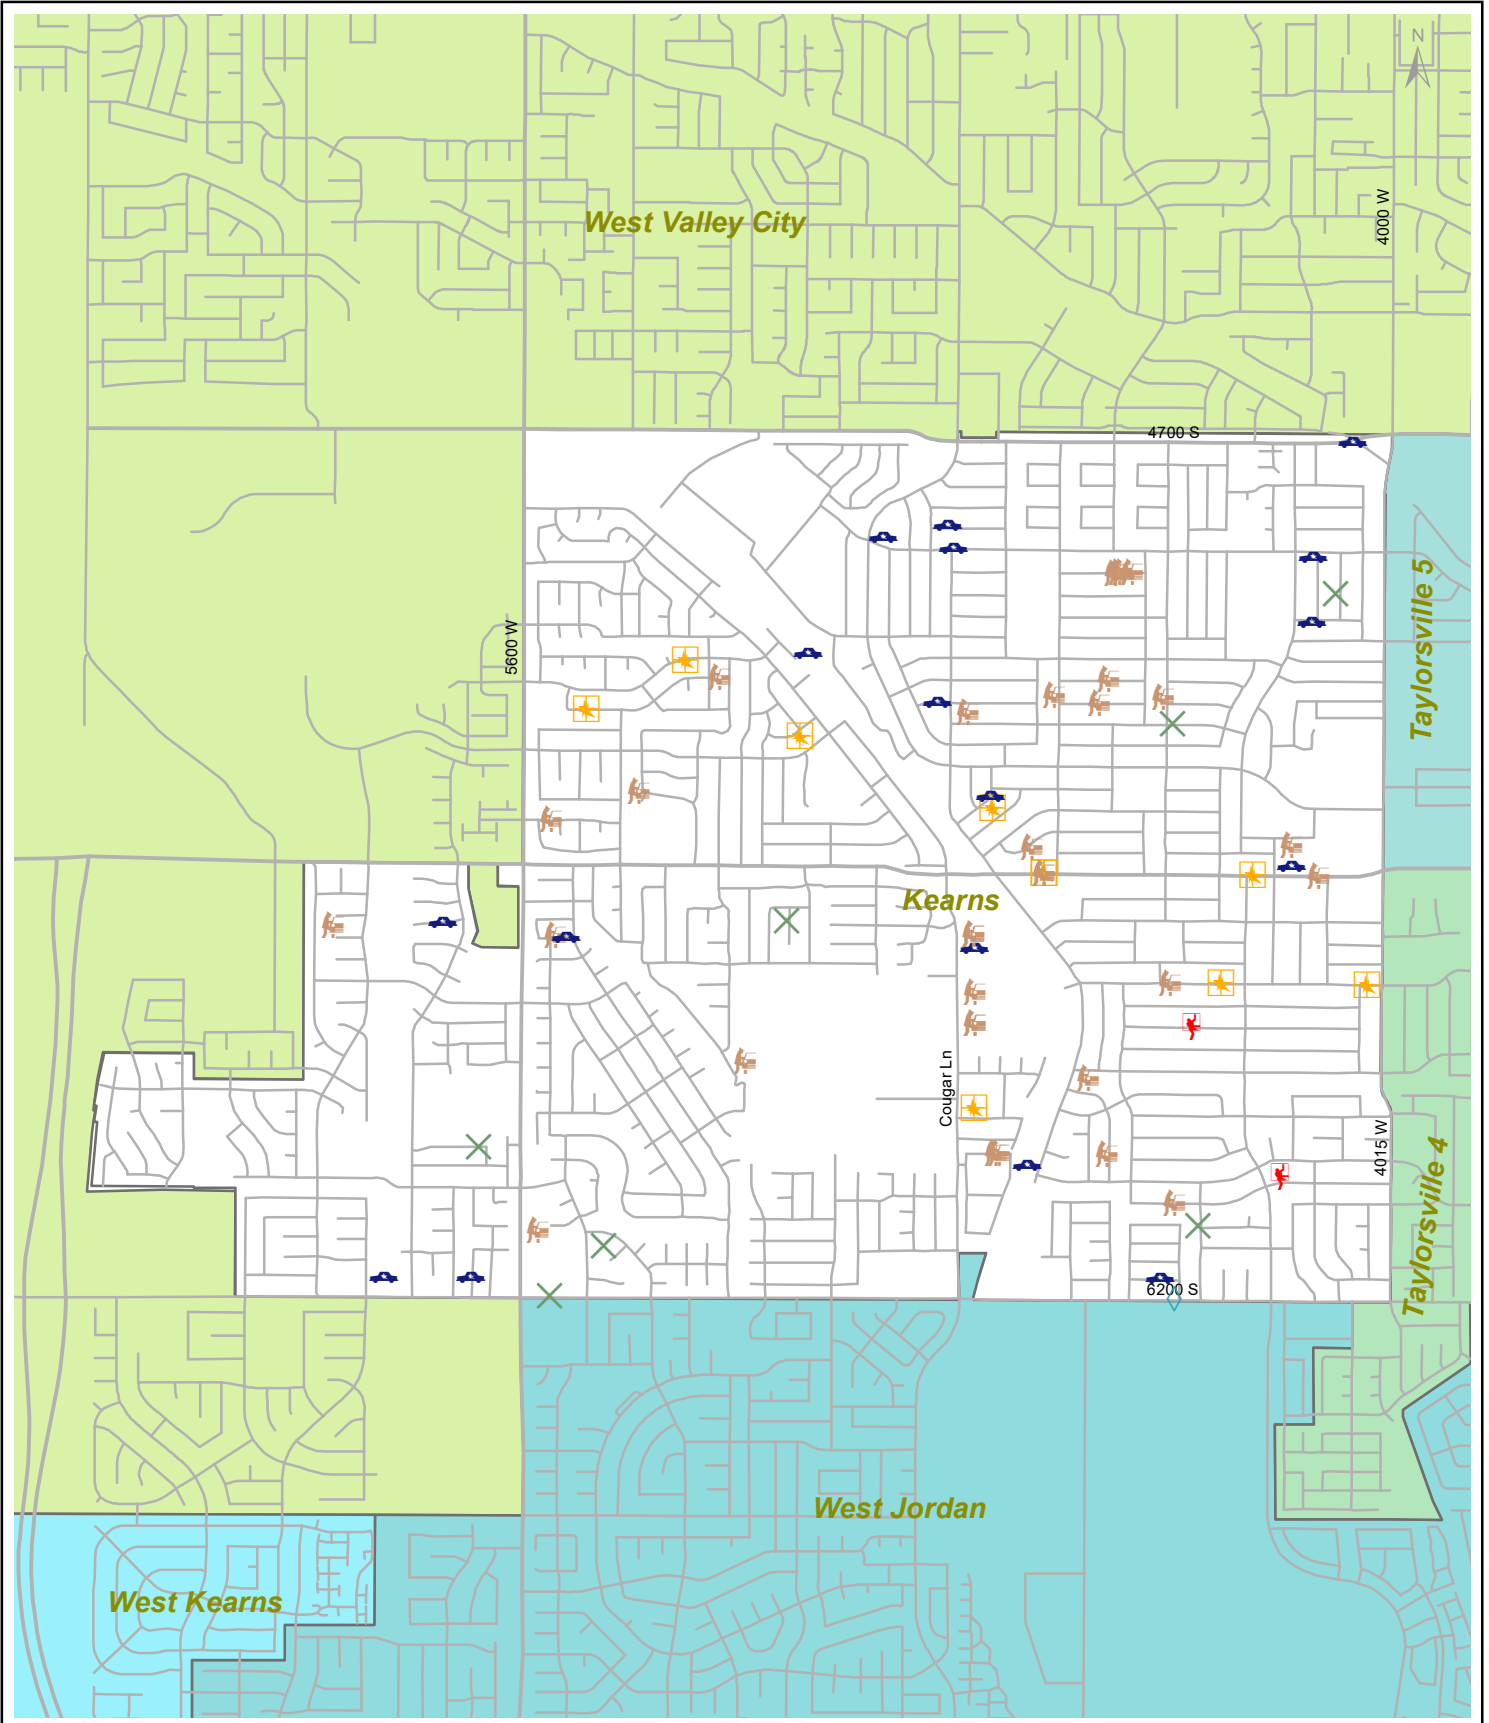 N
4000 W
West Valley City
4700 S
Taylorsville 5
5600 W
Kearns
Cougar Ln
4015 W
Taylorsville 4
6200 S
West Jordan
West Kearns